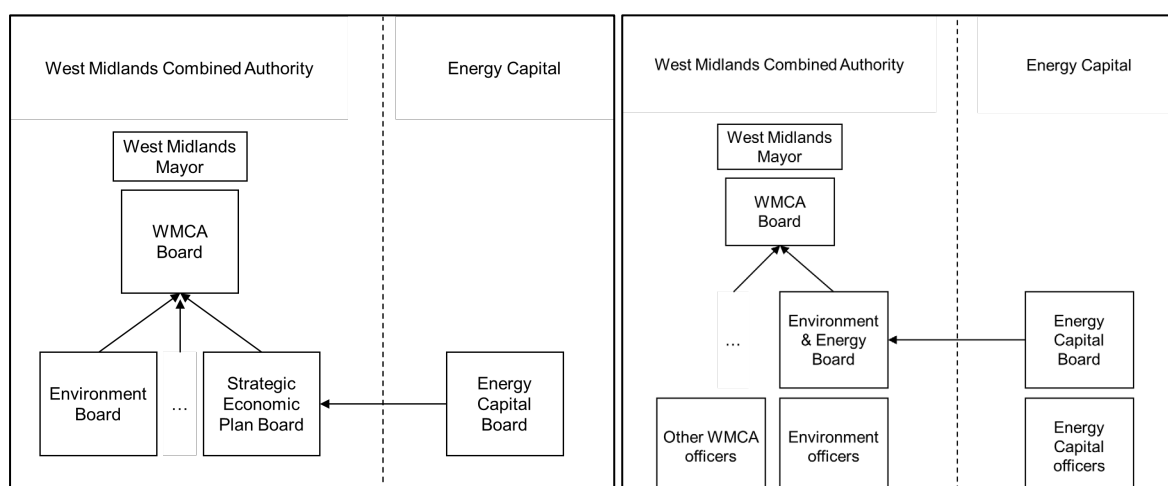 West Midlands Combined Authority
Energy Capital
West Midlands
Mayor
WMCA
Board
Environment
Board
...
Strategic
Economic
Plan Board
Energy
Capital
Board
West Midlands Combined Authority
Energy Capital
West Midlands
Mayor
WMCA
Board
...
Environment
& Energy
Board
Energy
Capital
Board
Other WMCA
officers
Environment
officers
Energy
Capital
officers